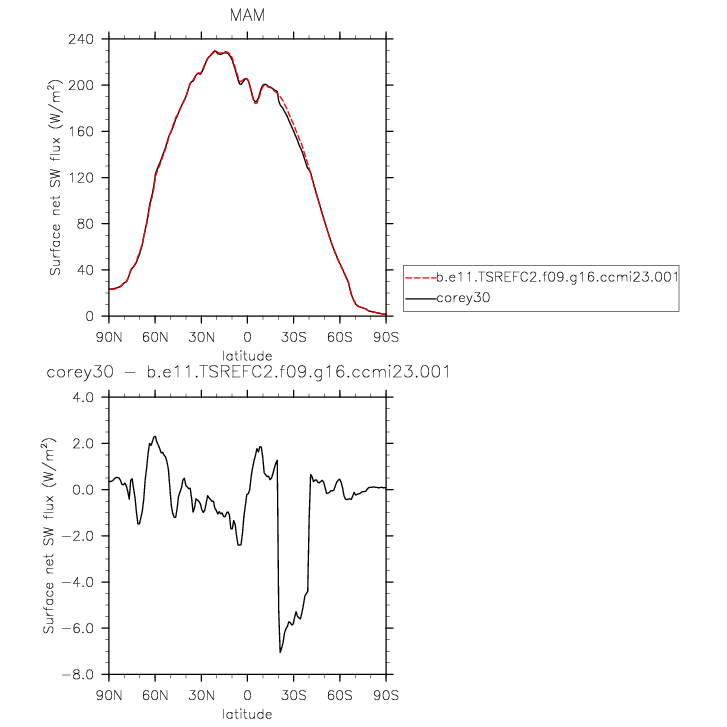 MAM
Surface net SW flux (W/m²)
240
200
160
120
80
40
0
90N 60N 30N 0 30S 60S 90S
latitude
b.e11.TSREFC2.f09.g16.ccmi23.001
corey30
corey30 − b.e11.TSREFC2.f09.g16.ccmi23.001
Surface net SW flux (W/m²)
4.0
2.0
0.0
−2.0
−4.0
−6.0
−8.0
90N 60N 30N 0 30S 60S 90S
latitude